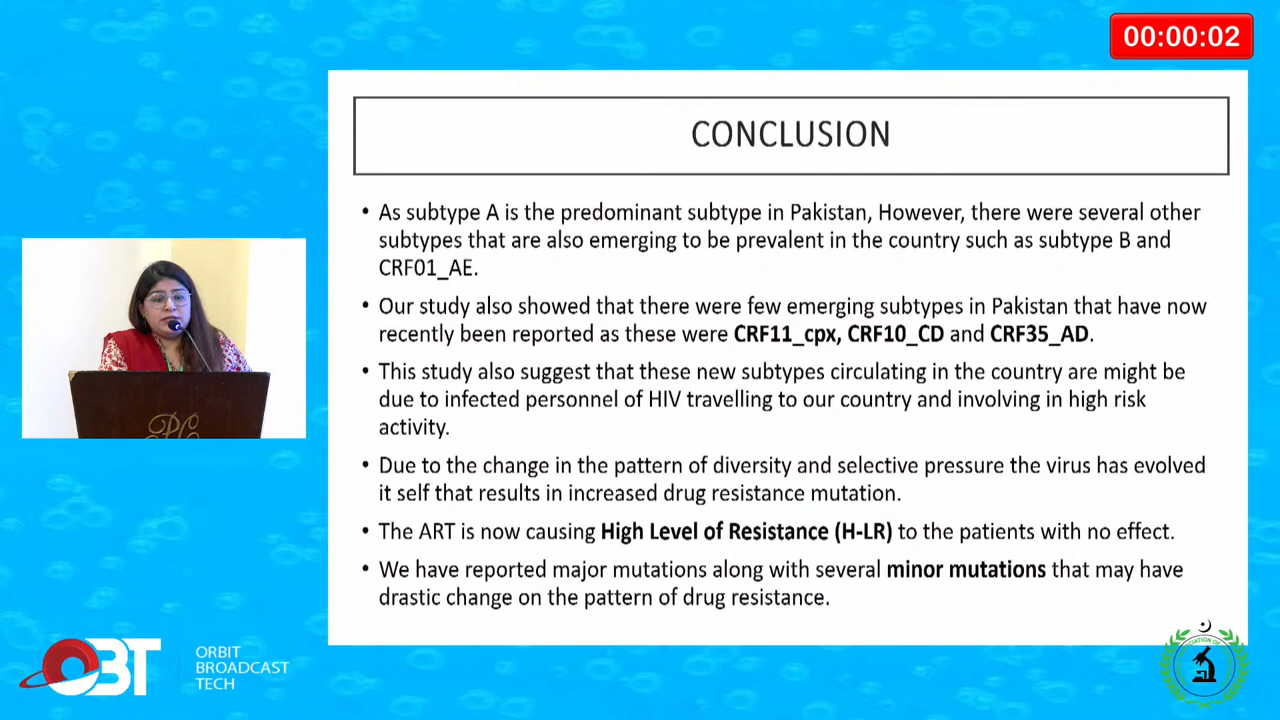 00:00:02
CONCLUSION
• As subtype A is the predominant subtype in Pakistan, However, there were several other
subtypes that are also emerging to be prevalent in the country such as subtype B and
CRF01_AE.
• Our study also showed that there were few emerging subtypes in Pakistan that have now
recently been reported as these were CRF11_cpx, CRF10_CD and CRF35_AD.
• This study also suggest that these new subtypes circulating in the country are might be
due to infected personnel of HIV travelling to our country and involving in high risk
activity.
• Due to the change in the pattern of diversity and selective pressure the virus has evolved
it self that results in increased drug resistance mutation.
• The ART is now causing High Level of Resistance (H-LR) to the patients with no effect.
• We have reported major mutations along with several minor mutations that may have
drastic change on the pattern of drug resistance.
PC
OBT
ORBIT
BROADCAST
TECH